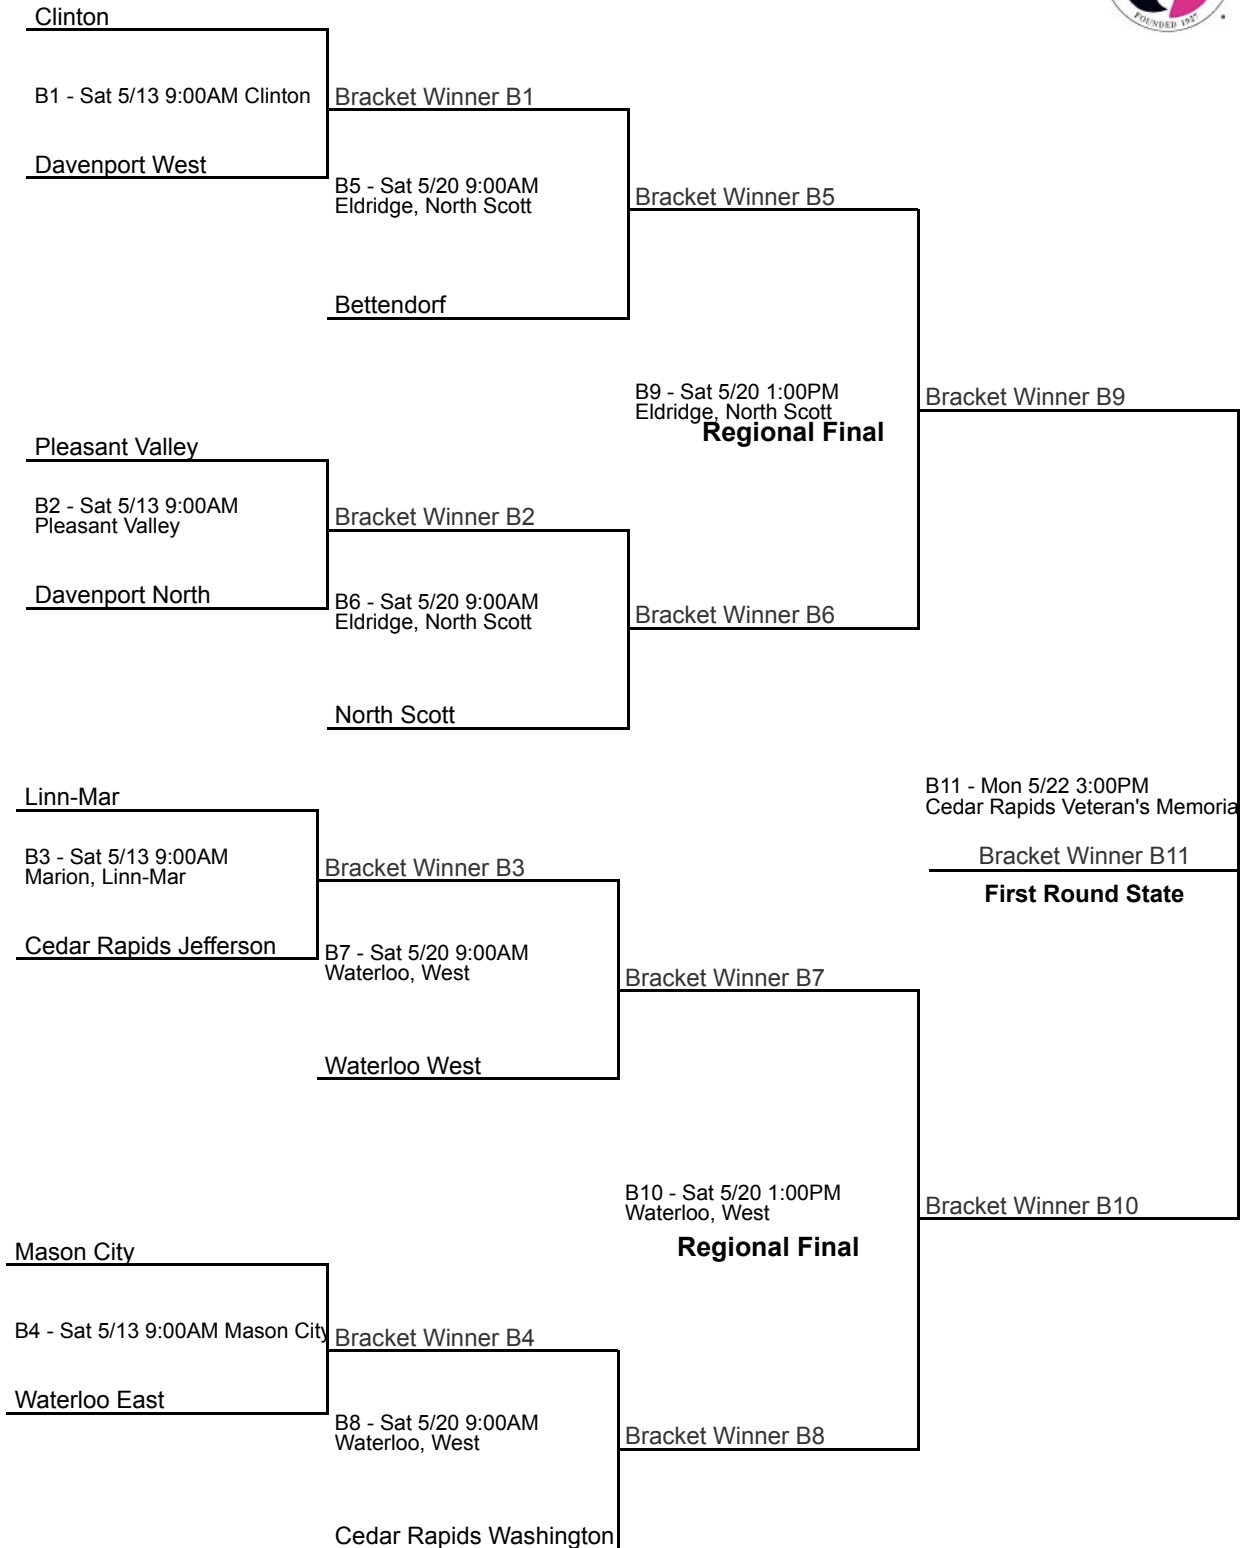 FOUNDED 1927
Clinton
B1 - Sat 5/13 9:00AM Clinton
Bracket Winner B1
Davenport West
B5 - Sat 5/20 9:00AM
Eldridge, North Scott
Bracket Winner B5
Bettendorf
B9 - Sat 5/20 1:00PM
Eldridge, North Scott
Regional Final
Bracket Winner B9
Pleasant Valley
B2 - Sat 5/13 9:00AM
Pleasant Valley
Bracket Winner B2
Davenport North
B6 - Sat 5/20 9:00AM
Eldridge, North Scott
Bracket Winner B6
North Scott
B11 - Mon 5/22 3:00PM
Cedar Rapids Veteran's Memoria
Bracket Winner B11
First Round State
Linn-Mar
B3 - Sat 5/13 9:00AM
Marion, Linn-Mar
Bracket Winner B3
Cedar Rapids Jefferson
B7 - Sat 5/20 9:00AM
Waterloo, West
Bracket Winner B7
Waterloo West
B10 - Sat 5/20 1:00PM
Waterloo, West
Regional Final
Bracket Winner B10
Mason City
B4 - Sat 5/13 9:00AM Mason City
Bracket Winner B4
Waterloo East
B8 - Sat 5/20 9:00AM
Waterloo, West
Bracket Winner B8
Cedar Rapids Washington